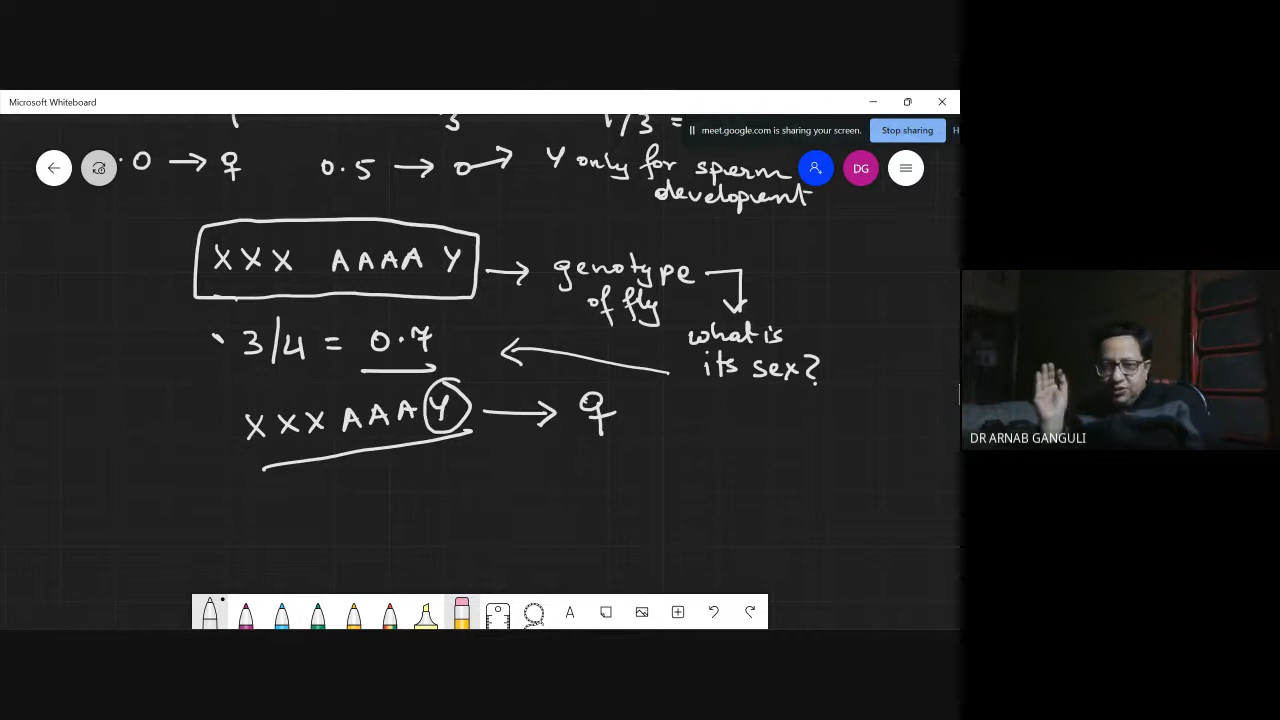 Microsoft Whiteboard
1/3 =
meet.google.com is sharing your screen.
Stop sharing
H
.0 → ♀ 0.5 → ♂ Y only for sperm
development
DG
XXX AAAA Y → genotype
of fly
what is
its sex?
3/4 = 0.7
XXX AAA Y → ♀
A
DR ARNAB GANGULI